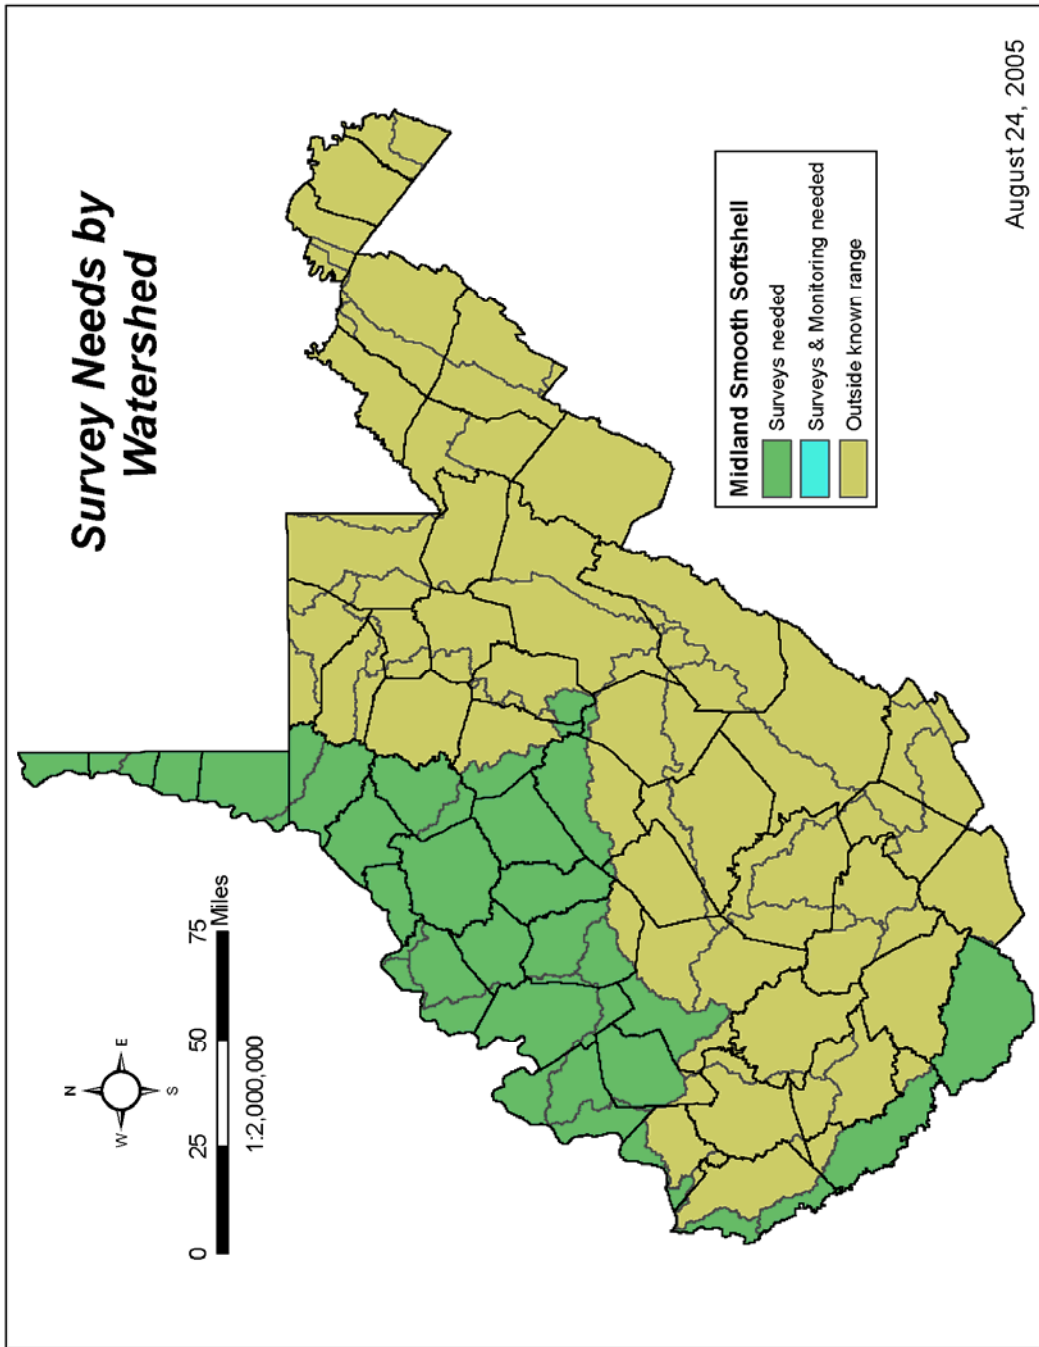 Survey Needs by
Watershed
N
W
E
S
0
25
50
75
Miles
1:2,000,000
Midland Smooth Softshell
Surveys needed
Surveys & Monitoring needed
Outside known range
August 24, 2005